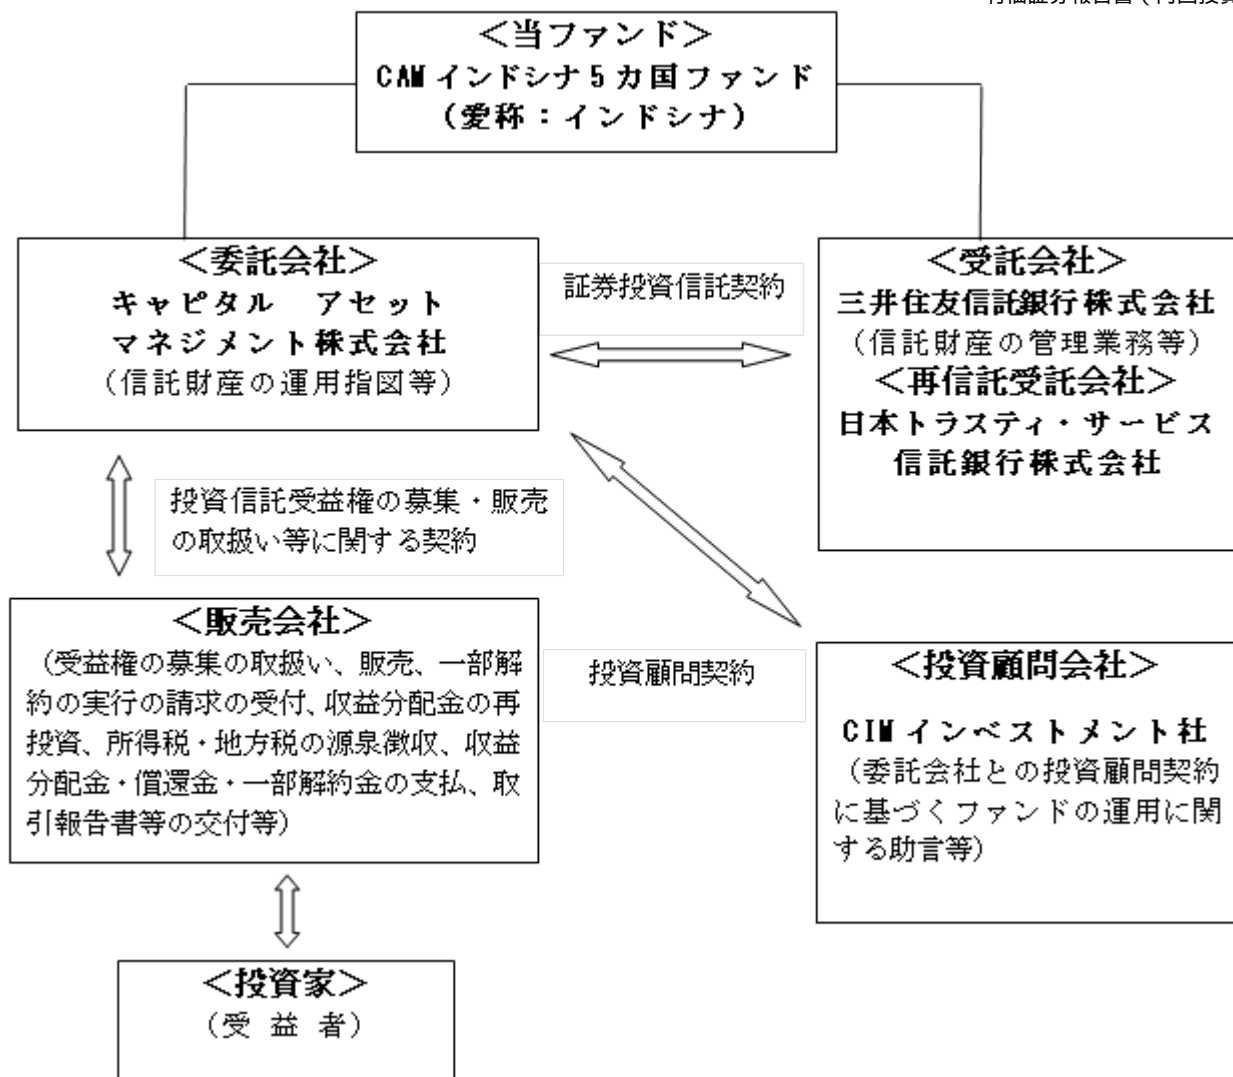 ＜当ファンド＞
CAMインドシナ５カ国ファンド
（愛称：インドシナ）
＜委託会社＞
キャピタル　アセット
マネジメント株式会社
（信託財産の運用指図等）
証券投資信託契約
＜受託会社＞
三井住友信託銀行株式会社
（信託財産の管理業務等）
＜再信託受託会社＞
日本トラスティ・サービス
信託銀行株式会社
投資信託受益権の募集・販売
の取扱い等に関する契約
＜販売会社＞
（受益権の募集の取扱い、販売、一部解
約の実行の請求の受付、収益分配金の再
投資、所得税・地方税の源泉徴収、収益
分配金・償還金・一部解約金の支払、取
引報告書等の交付等）
投資顧問契約
＜投資顧問会社＞
CIMインベストメント社
（委託会社との投資顧問契約
に基づくファンドの運用に関
する助言等）
＜投資家＞
（受 益 者）